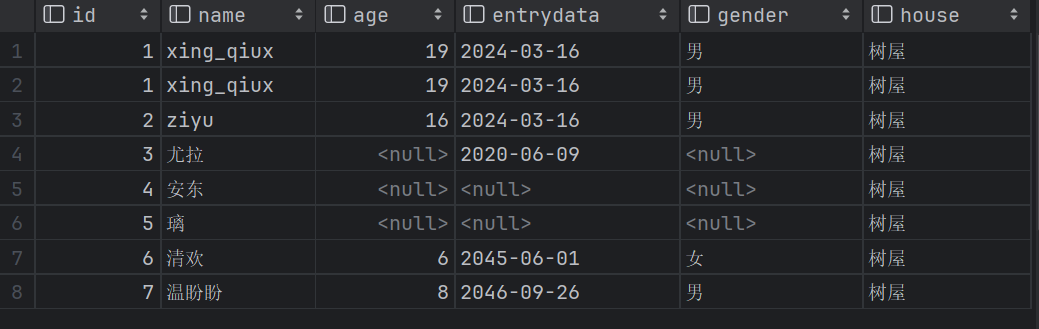 id name age entrydata gender house
1 1 xing_qiux 19 2024-03-16 男 树屋
2 1 xing_qiux 19 2024-03-16 男 树屋
3 2 ziyu 16 2024-03-16 男 树屋
4 3 尤拉 <null> 2020-06-09 <null> 树屋
5 4 安东 <null> <null> <null> 树屋
6 5 璃 <null> <null> <null> 树屋
7 6 清欢 6 2045-06-01 女 树屋
8 7 温盼盼 8 2046-09-26 男 树屋